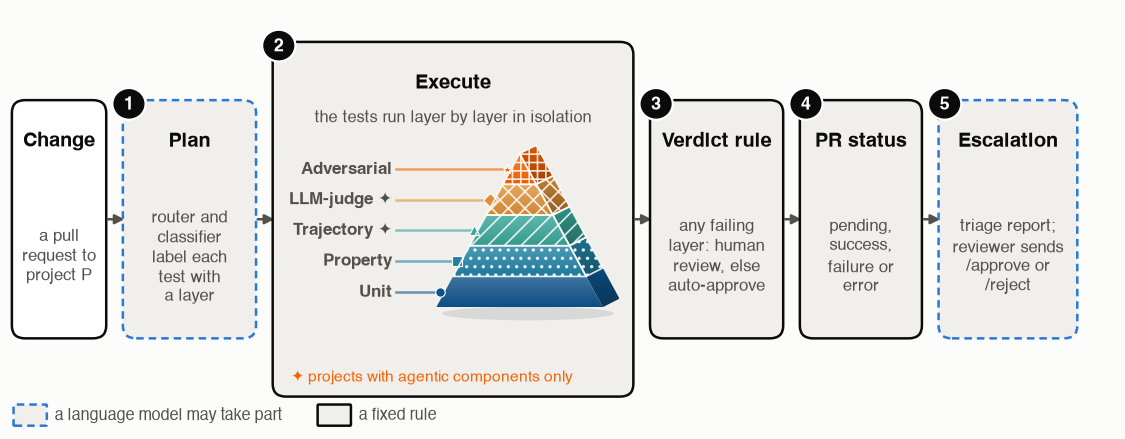 Change
a pull
request to
project P
1
Plan
router and
classifier
label each
test with
a layer
2
Execute
the tests run layer by layer in isolation
Adversarial
LLM-judge ✦
Trajectory ✦
Property
Unit
✦ projects with agentic components only
3
Verdict rule
any failing
layer: human
review, else
auto-approve
4
PR status
pending,
success,
failure or
error
5
Escalation
triage report;
reviewer sends
/approve or
/reject
a language model may take part
a fixed rule